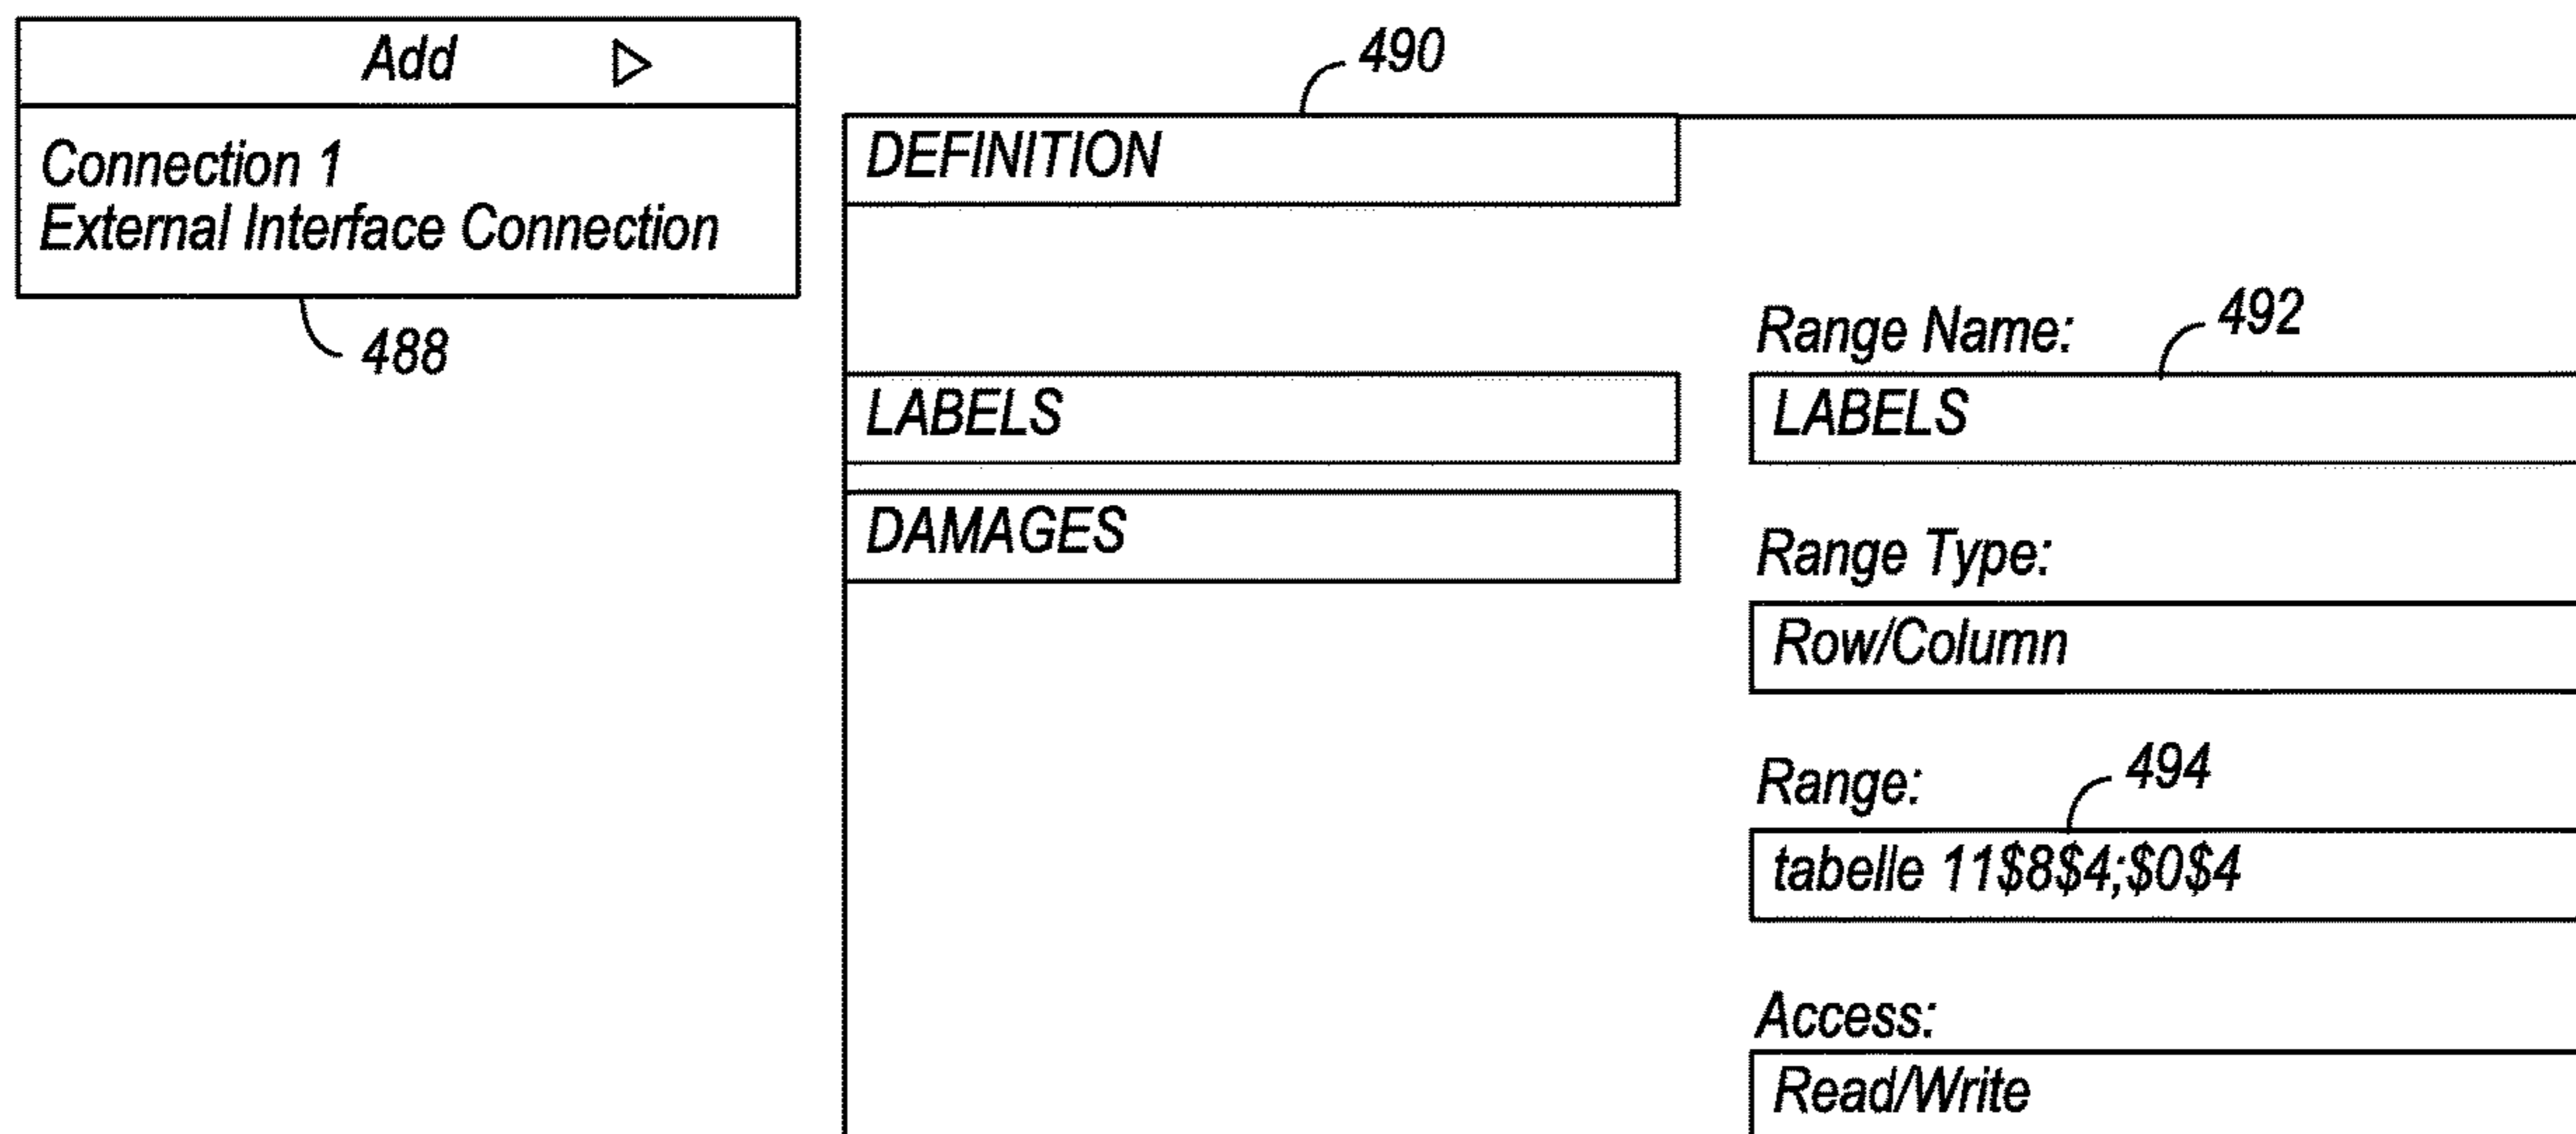 Add
Connection 1
External Interface Connection
488
490
DEFINITION
LABELS
DAMAGES
Range Name:
492
LABELS
Range Type:
Row/Column
Range:
494
tabelle 11$8$4;$0$4
Access:
Read/Write